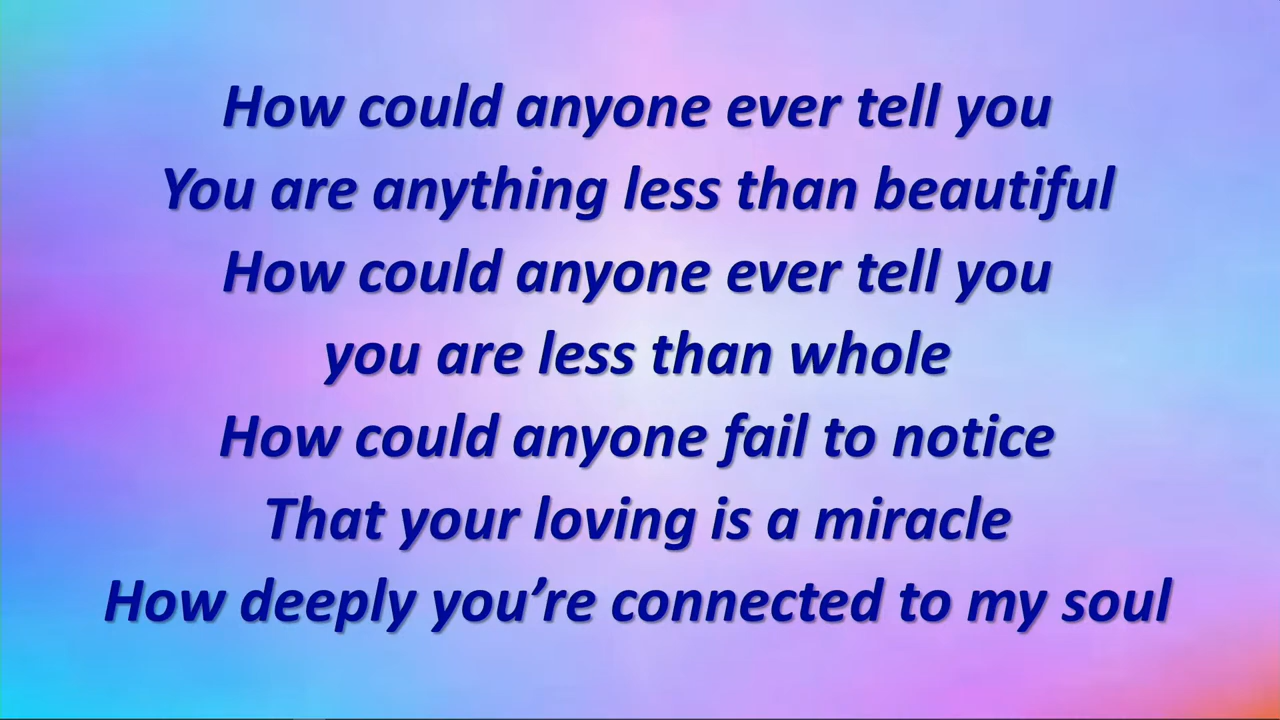 How could anyone ever tell you
You are anything less than beautiful
How could anyone ever tell you
you are less than whole
How could anyone fail to notice
That your loving is a miracle
How deeply you’re connected to my soul